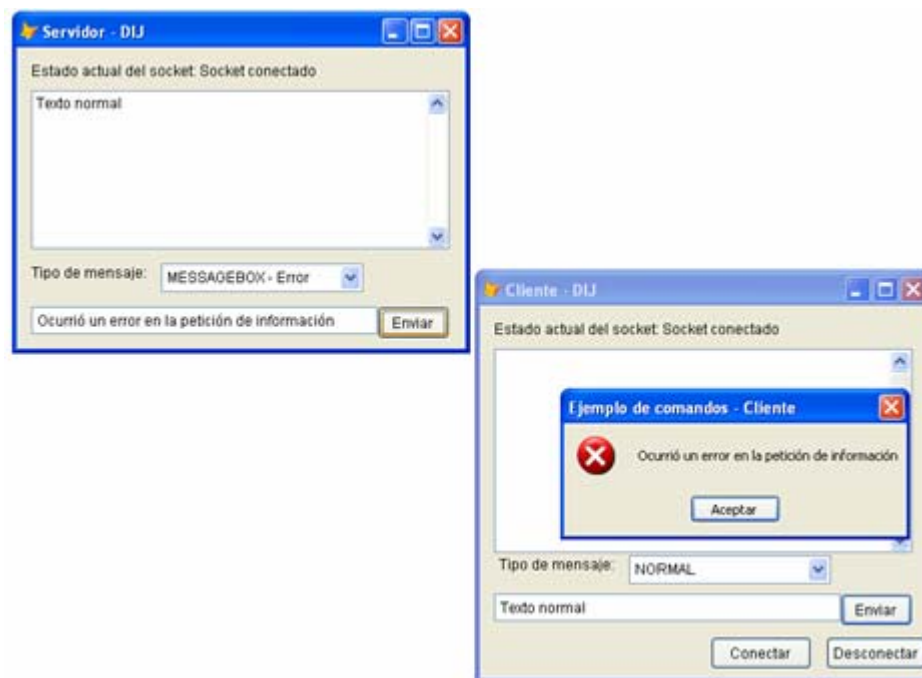 Servidor - DIJ
Estado actual del socket: Socket conectado
Texto normal
Tipo de mensaje: MESSAGEBOX - Error
Ocurrió un error en la petición de información Enviar
Cliente - DIJ
Estado actual del socket: Socket conectado
Ejemplo de comandos - Cliente
Ocurrió un error en la petición de información
Aceptar
Tipo de mensaje: NORMAL
Texto normal Enviar
Conectar Desconectar